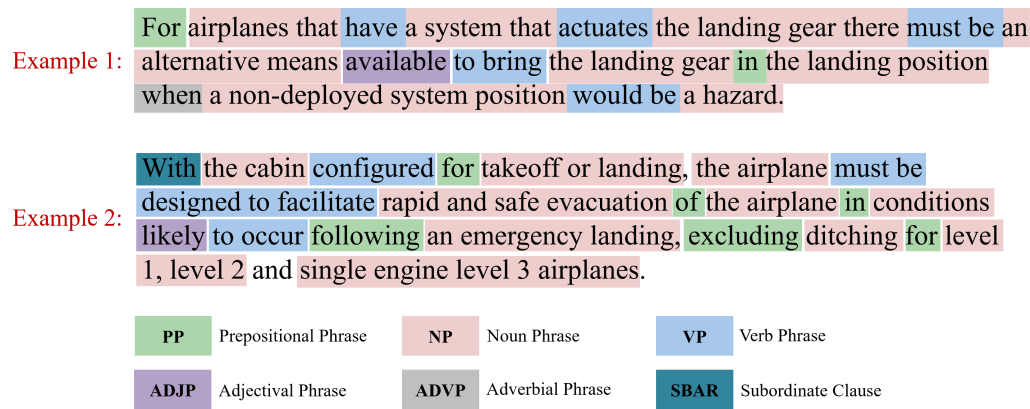 For airplanes that have a system that actuates the landing gear there must be an
Example 1: alternative means available to bring the landing gear in the landing position
when a non-deployed system position would be a hazard.
With the cabin configured for takeoff or landing, the airplane must be
designed to facilitate rapid and safe evacuation of the airplane in conditions
Example 2:
likely to occur following an emergency landing, excluding ditching for level
1, level 2 and single engine level 3 airplanes.
PP Prepositional Phrase NP Noun Phrase VP Verb Phrase
ADJP Adjectival Phrase ADVP Adverbial Phrase SBAR Subordinate Clause